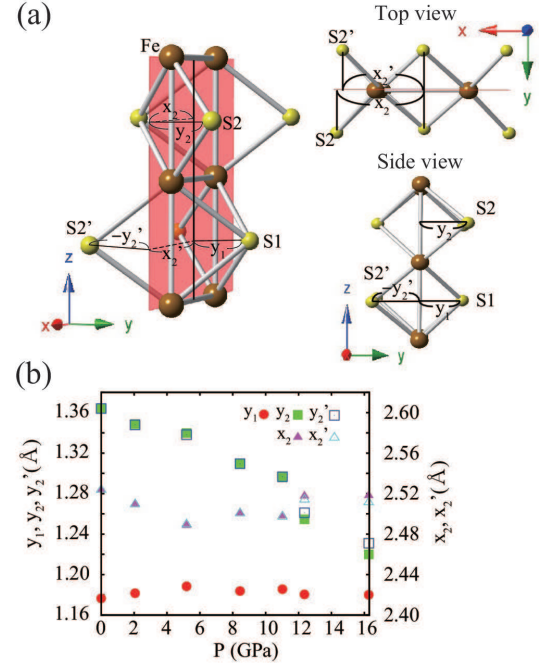 (a)
Top view
Fe
S2'
x
y
x₂'
x₂
S2
x₂
y₂
S2
Side view
S2
y₂
S2'
−y₂'
x₂'
y₁
S1
S2'
−y₂'
y₁
S1
z
x
y
z
y
(b)
y₁, y₂, y₂' (Å)
1.36
1.32
1.28
1.24
1.20
1.16
y₁ y₂ y₂'
x₂ x₂'
2.60
2.56
2.52
2.48
2.44
2.40
x₂, x₂' (Å)
0 2 4 6 8 10 12 14 16
P (GPa)